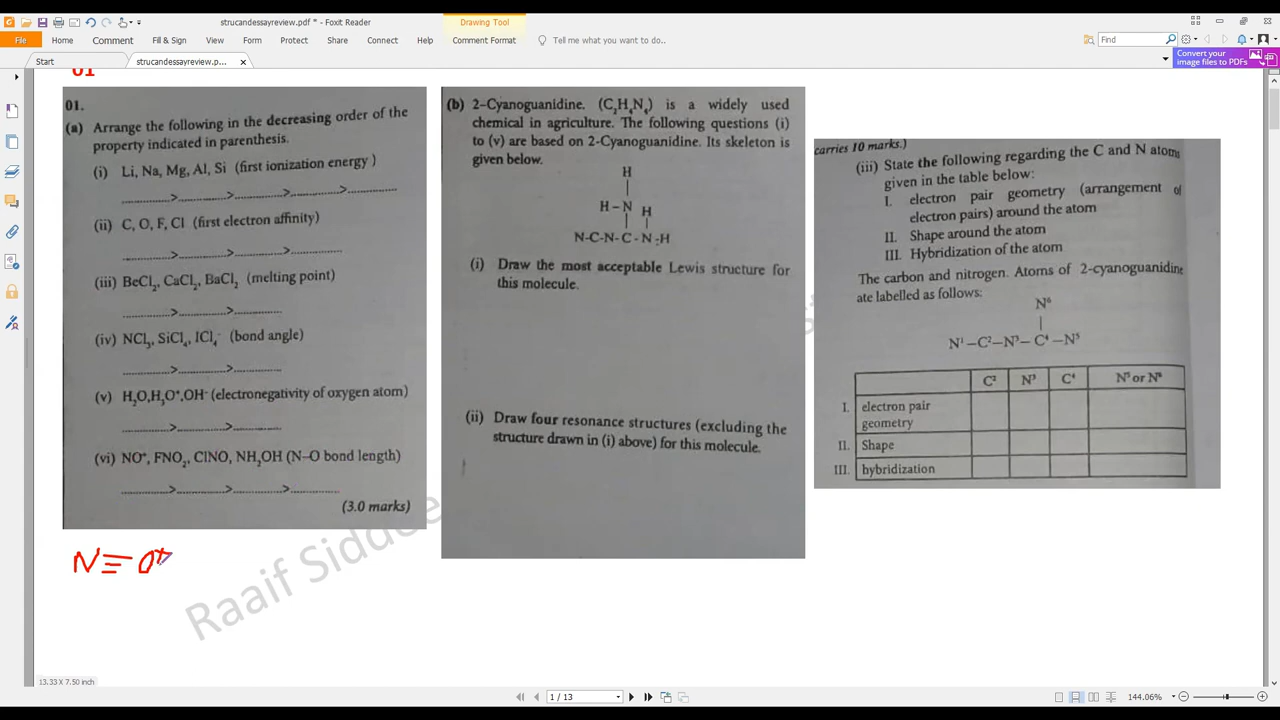 strucandessayreview.pdf * - Foxit Reader
Drawing Tool
File
Home
Comment
Fill & Sign
View
Form
Protect
Share
Connect
Help
Comment Format
Tell me what you want to do..
Find
Start
strucandessayreview.p...
Convert your
image files to PDFs
01
01.
(a) Arrange the following in the decreasing order of the
property indicated in parenthesis.
(i) Li, Na, Mg, Al, Si (first ionization energy )
..............>..............>..............>..............>..............
(ii) C, O, F, Cl (first electron affinity)
..............>..............>..............>..............
(iii) BeCl₂, CaCl₂, BaCl₂ (melting point)
..............>..............>..............
(iv) NCl₃, SiCl₄, ICl₄⁻ (bond angle)
..............>..............>..............
(v) H₂O,H₃O⁺,OH⁻ (electronegativity of oxygen atom)
..............>..............>..............
(vi) NO⁺, FNO₂, ClNO, NH₂OH (N–O bond length)
..............>..............>..............>..............
(3.0 marks)
N≡O⁺
(b) 2-Cyanoguanidine. (C₂H₄N₄) is a widely used
chemical in agriculture. The following questions (i)
to (v) are based on 2-Cyanoguanidine. Its skeleton is
given below.
H
H – N H
N-C-N- C - N -H
(i) Draw the most acceptable Lewis structure for
this molecule.
(ii) Draw four resonance structures (excluding the
structure drawn in (i) above) for this molecule.
carries 10 marks.)
(iii) State the following regarding the C and N atoms
given in the table below:
I. electron pair geometry (arrangement of
electron pairs) around the atom
II. Shape around the atom
III. Hybridization of the atom
The carbon and nitrogen. Atoms of 2-cyanoguanidine
ate labelled as follows:
N⁶
N¹ –C²–N³– C⁴ –N⁵
C² N³ C⁴ N⁵ or N⁶
I. electron pair
geometry
II. Shape
III. hybridization
Raaif Siddee
13.33 X 7.50 inch
1 / 13
144.06%